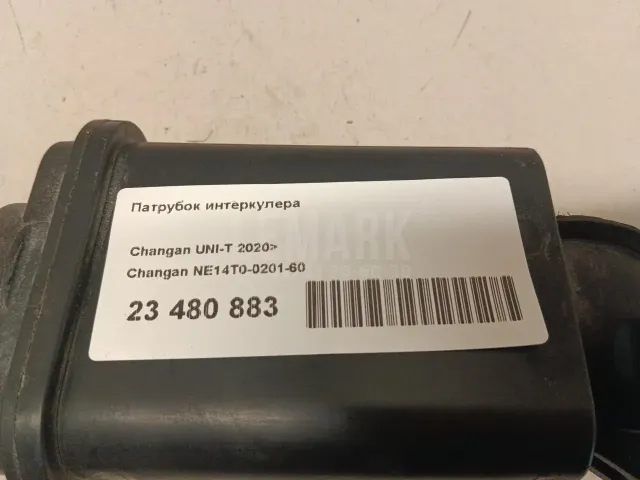 Патрубок интеркулера
Changan UNI-T 2020>
Changan NE14T0-0201-60
23 480 883